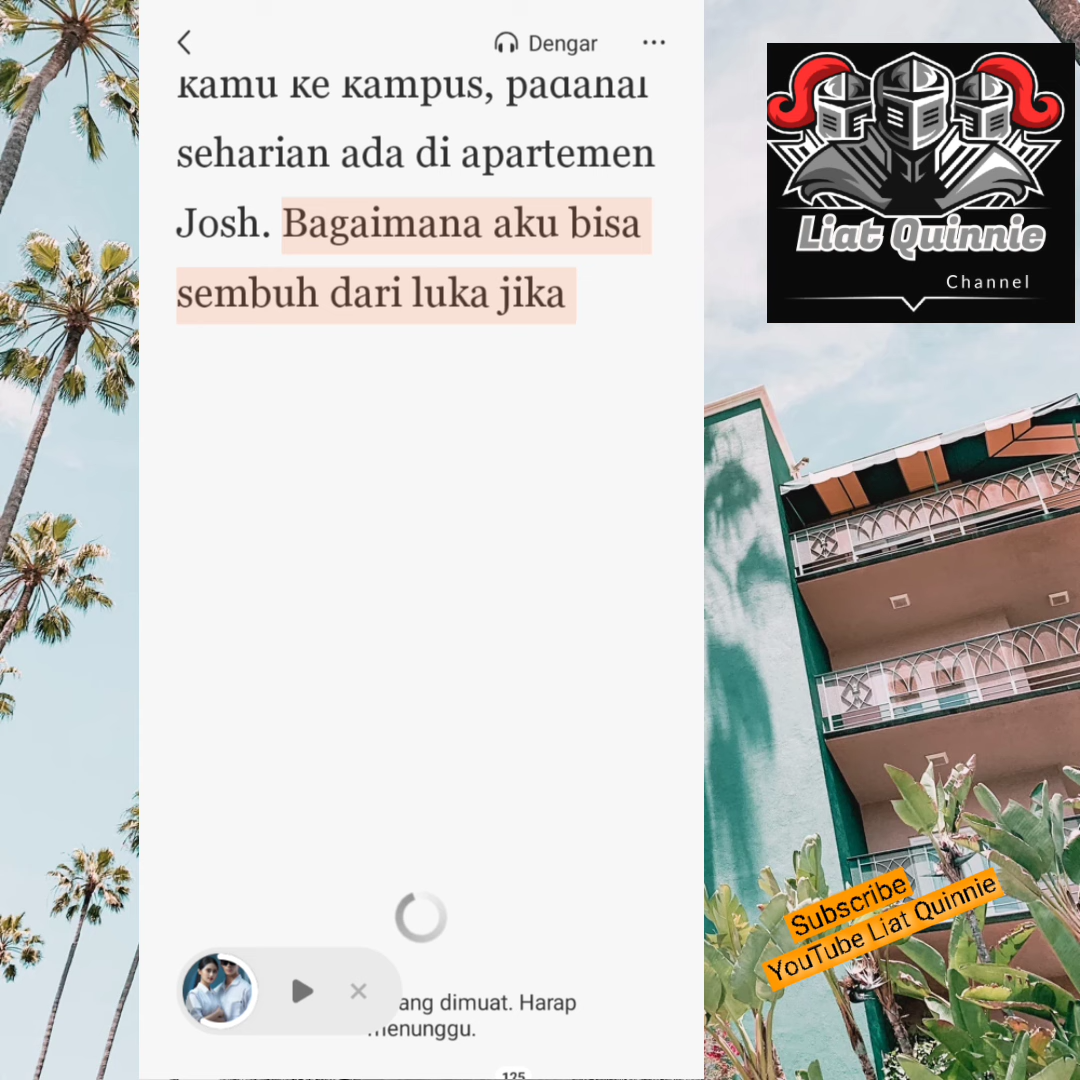 Dengar
kamu ke kampus, padahal
seharian ada di apartemen
Josh. Bagaimana aku bisa
sembuh dari luka jika
ang dimuat. Harap
menunggu.
125
Liat Quinnie
Channel
Subscribe
YouTube Liat Quinnie